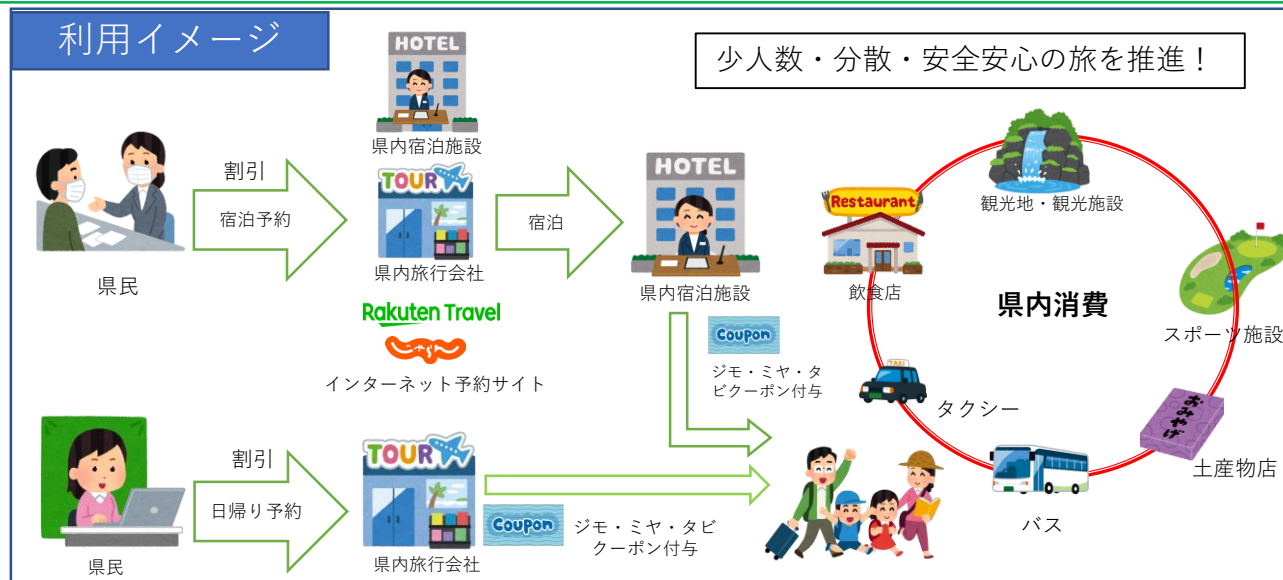 利用イメージ
少人数・分散・安全安心の旅を推進！
HOTEL
県内宿泊施設
割引
宿泊予約
県民
TOUR
県内旅行会社
Rakuten Travel
じゃらん
インターネット予約サイト
宿泊
HOTEL
県内宿泊施設
Coupon
ジモ・ミヤ・タ
ビクーポン付与
観光地・観光施設
Restaurant
飲食店
県内消費
スポーツ施設
TAXI
タクシー
おみやげ
土産物店
バス
割引
日帰り予約
県民
TOUR
県内旅行会社
Coupon
ジモ・ミヤ・タビ
クーポン付与